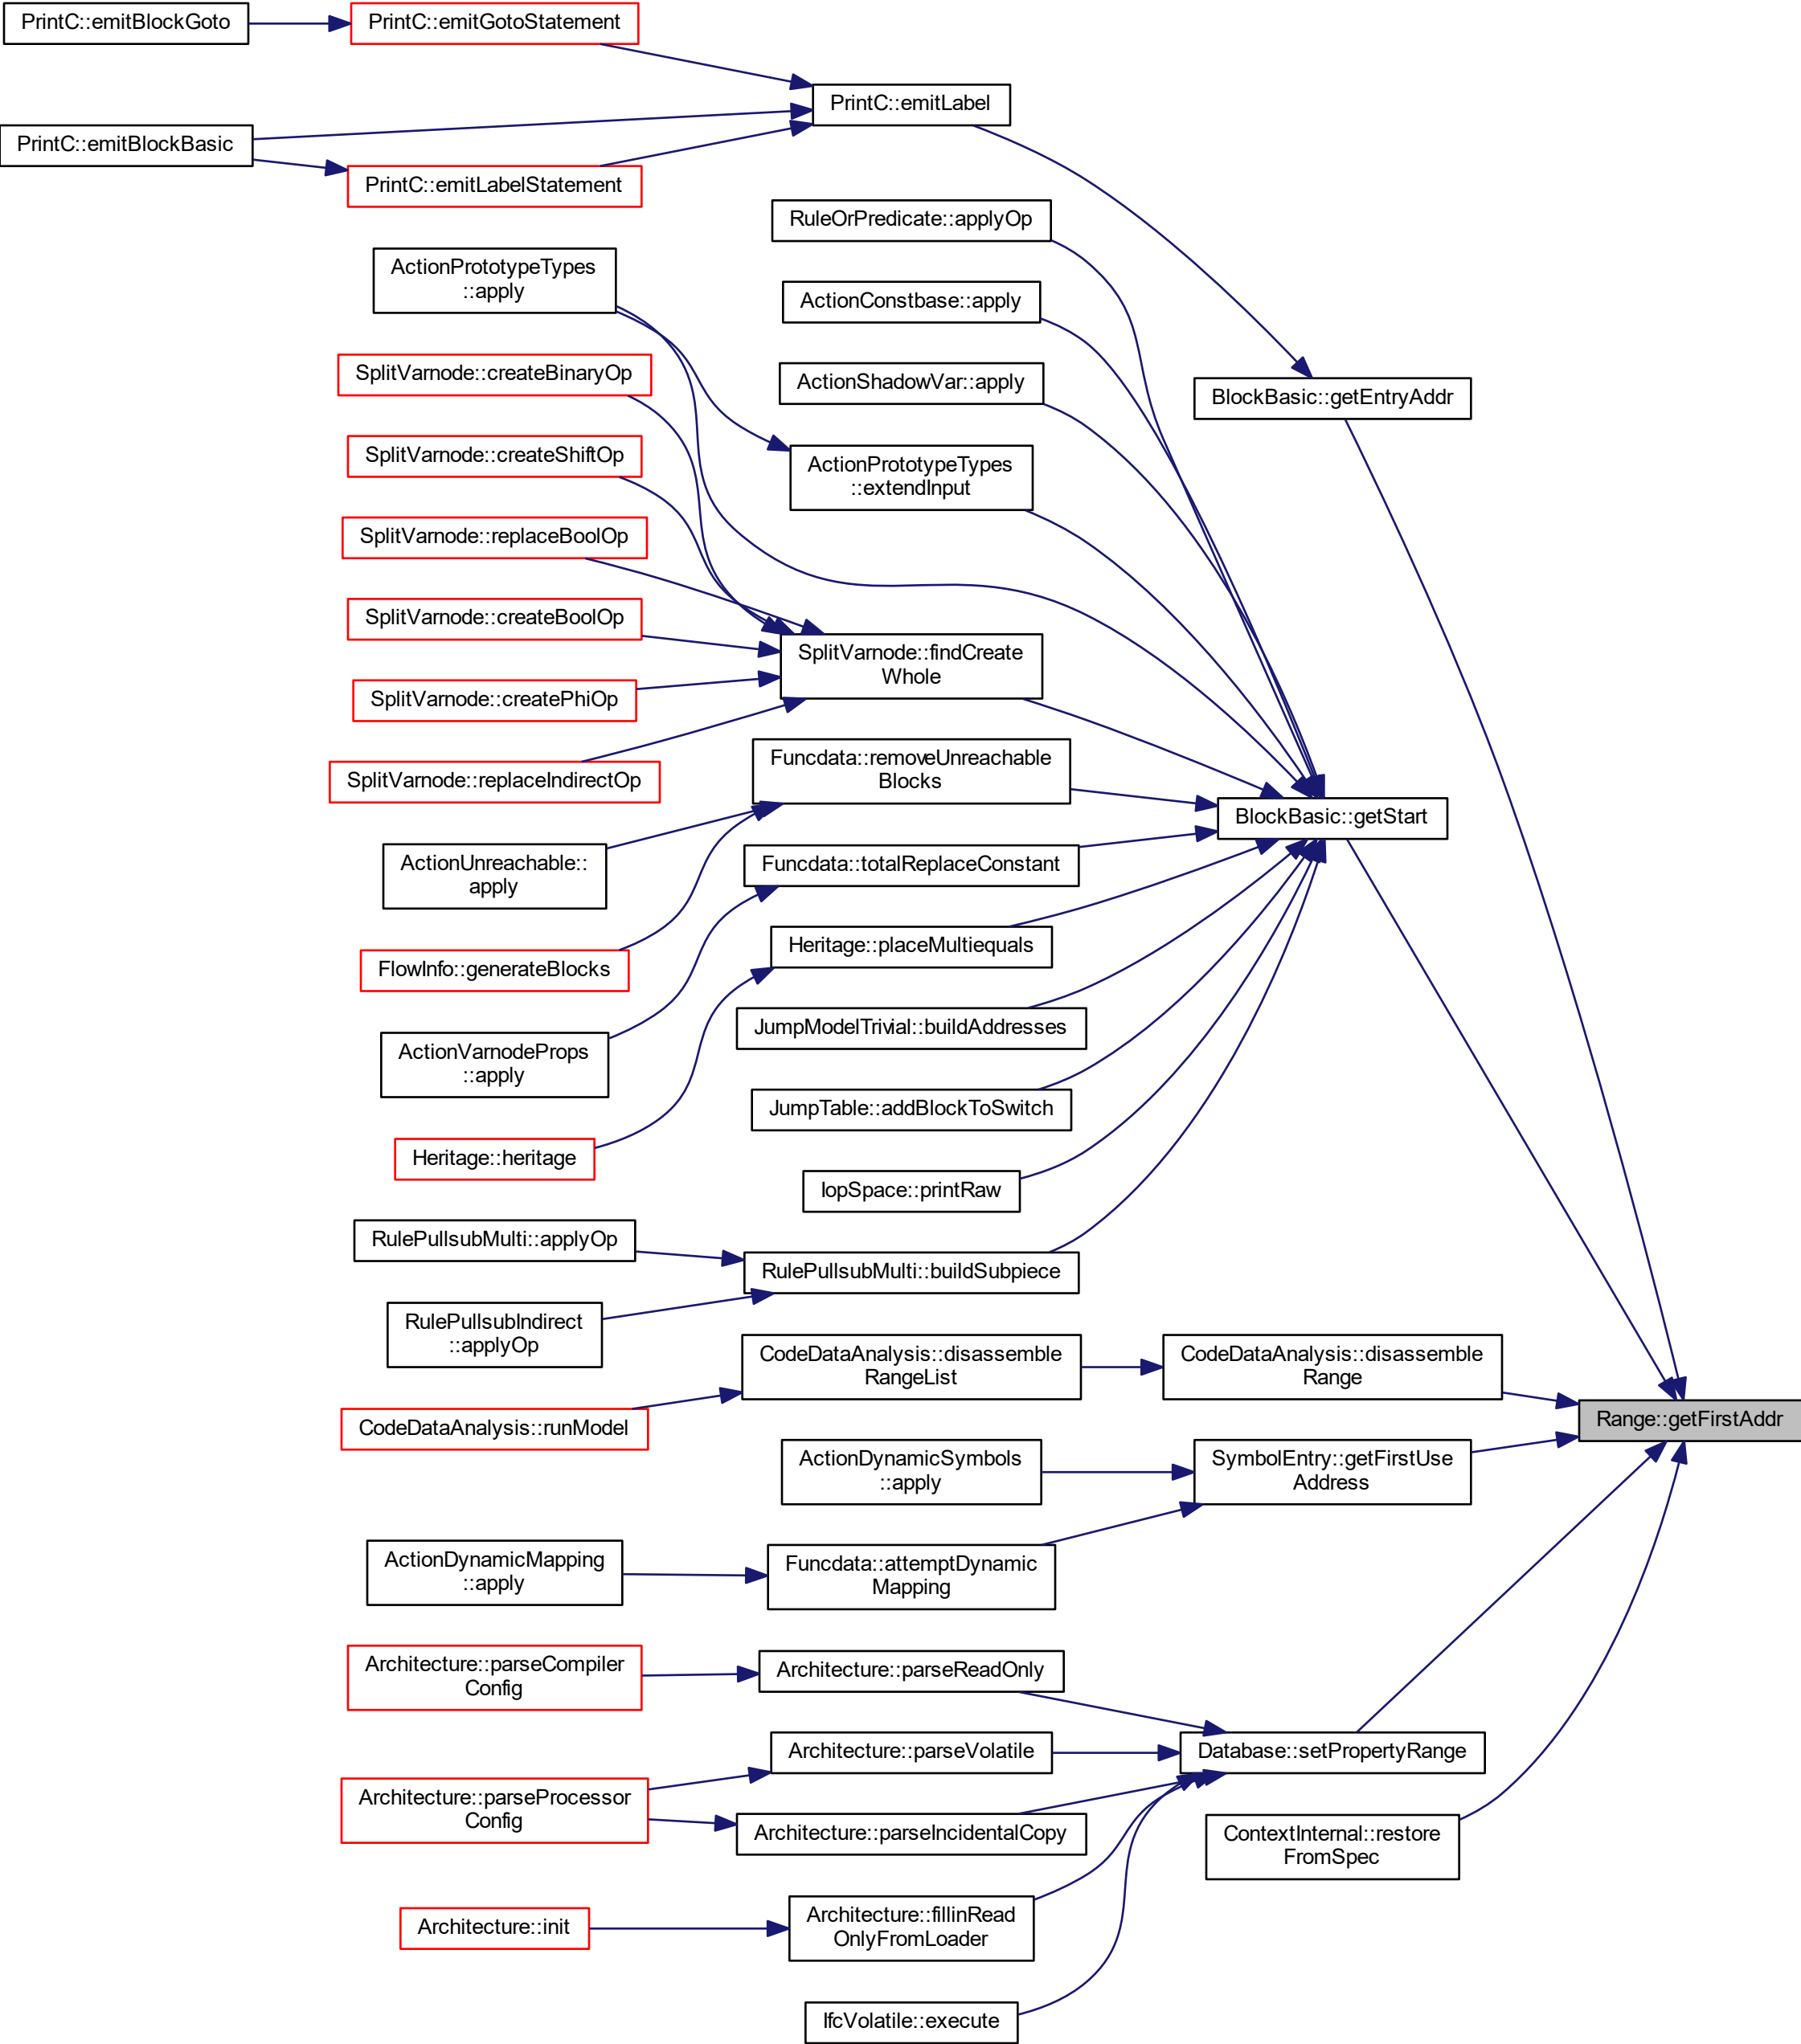 PrintC::emitBlockGoto
PrintC::emitGotoStatement
PrintC::emitLabel
PrintC::emitBlockBasic
PrintC::emitLabelStatement
RuleOrPredicate::applyOp
ActionPrototypeTypes
::apply
ActionConstbase::apply
ActionShadowVar::apply
BlockBasic::getEntryAddr
SplitVarnode::createBinaryOp
SplitVarnode::createShiftOp
ActionPrototypeTypes
::extendInput
SplitVarnode::replaceBoolOp
SplitVarnode::createBoolOp
SplitVarnode::findCreate
Whole
SplitVarnode::createPhiOp
SplitVarnode::replaceIndirectOp
Funcdata::removeUnreachable
Blocks
BlockBasic::getStart
ActionUnreachable::
apply
Funcdata::totalReplaceConstant
FlowInfo::generateBlocks
Heritage::placeMultiequals
JumpModelTrivial::buildAddresses
ActionVarnodeProps
::apply
JumpTable::addBlockToSwitch
Heritage::heritage
IopSpace::printRaw
RulePullsubMulti::applyOp
RulePullsubMulti::buildSubpiece
RulePullsubIndirect
::applyOp
CodeDataAnalysis::disassemble
RangeList
CodeDataAnalysis::disassemble
Range
CodeDataAnalysis::runModel
Range::getFirstAddr
ActionDynamicSymbols
::apply
SymbolEntry::getFirstUse
Address
ActionDynamicMapping
::apply
Funcdata::attemptDynamic
Mapping
Architecture::parseCompiler
Config
Architecture::parseReadOnly
Architecture::parseVolatile
Database::setPropertyRange
Architecture::parseProcessor
Config
Architecture::parseIncidentalCopy
ContextInternal::restore
FromSpec
Architecture::init
Architecture::fillinRead
OnlyFromLoader
IfcVolatile::execute